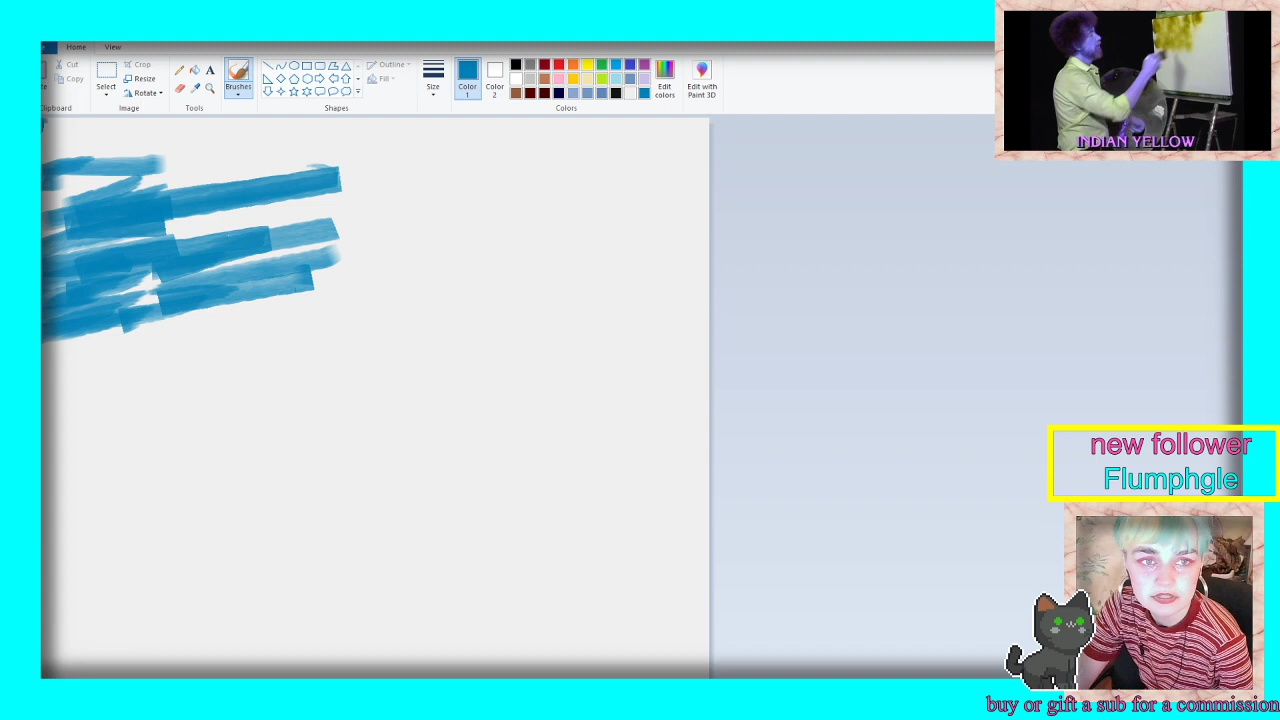 Home View
Cut
Copy
Clipboard
Select
Crop
Resize
Rotate
Image
Tools
Brushes
Shapes
Outline
Fill
Size
Color
1
Color
2
Colors
Edit
colors
Edit with
Paint 3D
INDIAN YELLOW
new follower
Flumphgle
buy or gift a sub for a commission